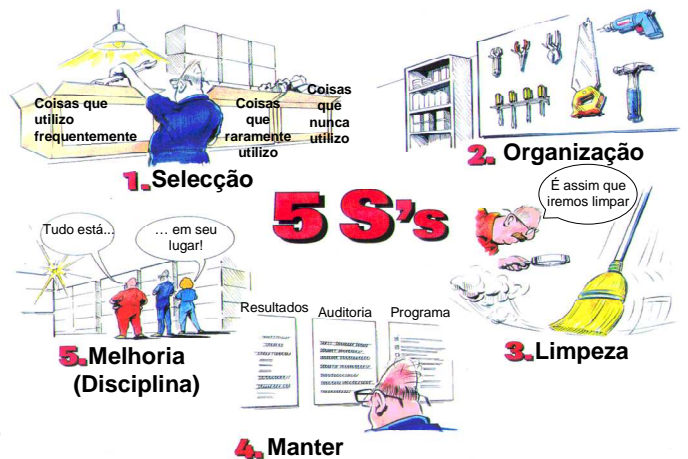 Coisas que
utilizo
frequentemente
Coisas
que
raramente
utilizo
Coisas
que
nunca
utilizo
1.Selecção
2. Organização
5 S's
É assim que
iremos limpar
3.Limpeza
Tudo está...
… em seu
lugar!
5.Melhoria
(Disciplina)
Resultados
Auditoria
Programa
4. Manter